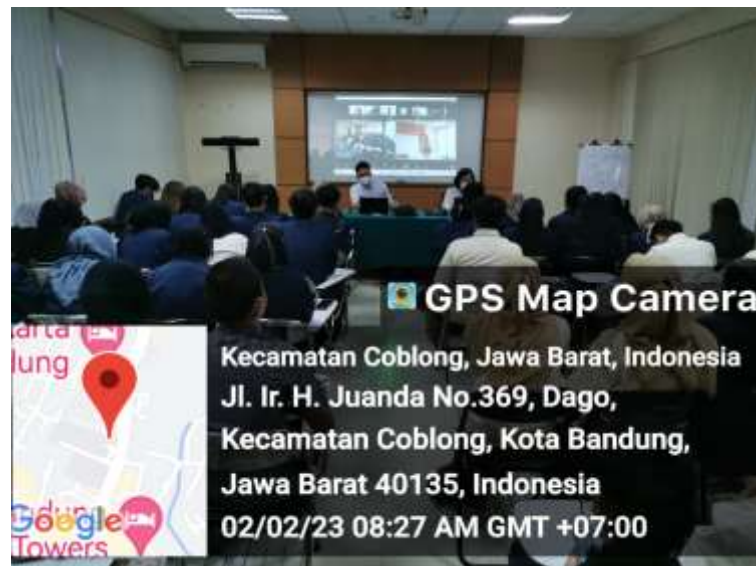 GPS Map Camera
Kecamatan Coblong, Jawa Barat, Indonesia
Jl. Ir. H. Juanda No.369, Dago,
Kecamatan Coblong, Kota Bandung,
Jawa Barat 40135, Indonesia
02/02/23 08:27 AM GMT +07:00
Google
Towers